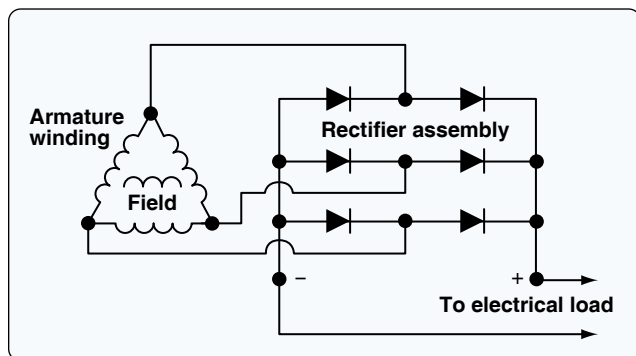 Armature
winding
Rectifier assembly
Field
− +
To electrical load